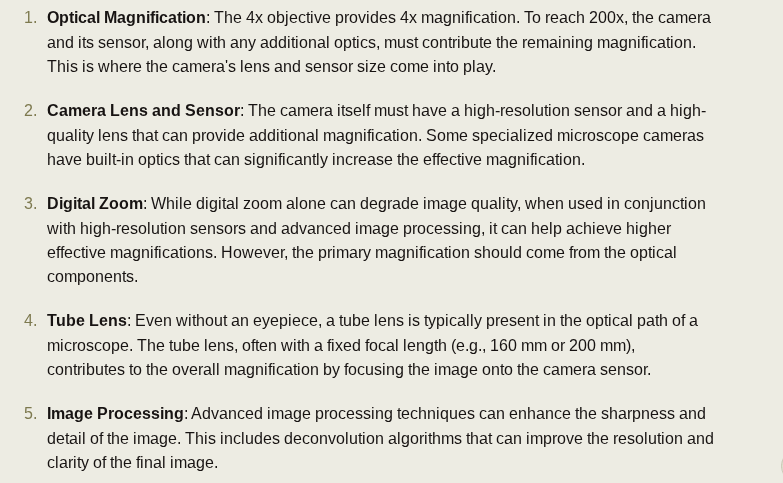 1. Optical Magnification: The 4x objective provides 4x magnification. To reach 200x, the camera
and its sensor, along with any additional optics, must contribute the remaining magnification.
This is where the camera's lens and sensor size come into play.
2. Camera Lens and Sensor: The camera itself must have a high-resolution sensor and a high-
quality lens that can provide additional magnification. Some specialized microscope cameras
have built-in optics that can significantly increase the effective magnification.
3. Digital Zoom: While digital zoom alone can degrade image quality, when used in conjunction
with high-resolution sensors and advanced image processing, it can help achieve higher
effective magnifications. However, the primary magnification should come from the optical
components.
4. Tube Lens: Even without an eyepiece, a tube lens is typically present in the optical path of a
microscope. The tube lens, often with a fixed focal length (e.g., 160 mm or 200 mm),
contributes to the overall magnification by focusing the image onto the camera sensor.
5. Image Processing: Advanced image processing techniques can enhance the sharpness and
detail of the image. This includes deconvolution algorithms that can improve the resolution and
clarity of the final image.